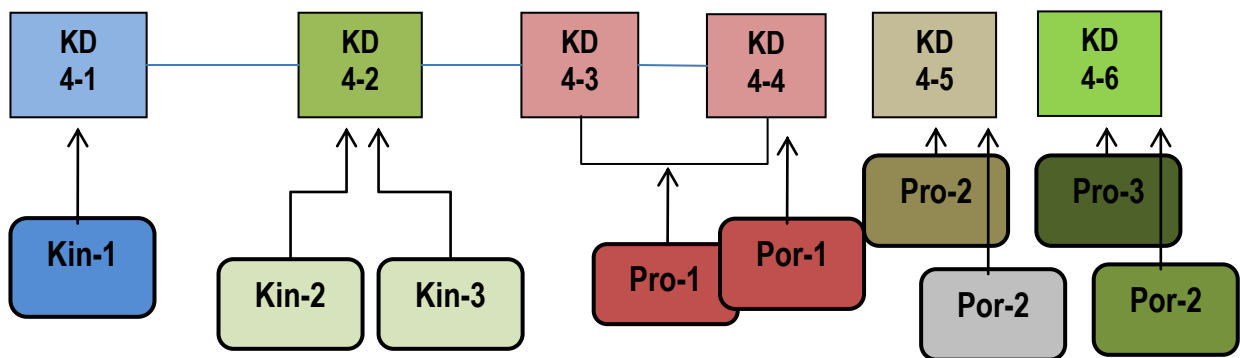 KD
4-1
KD
4-2
KD
4-3
KD
4-4
KD
4-5
KD
4-6
Kin-1
Kin-2
Kin-3
Pro-1
Por-1
Pro-2
Por-2
Pro-3
Por-2